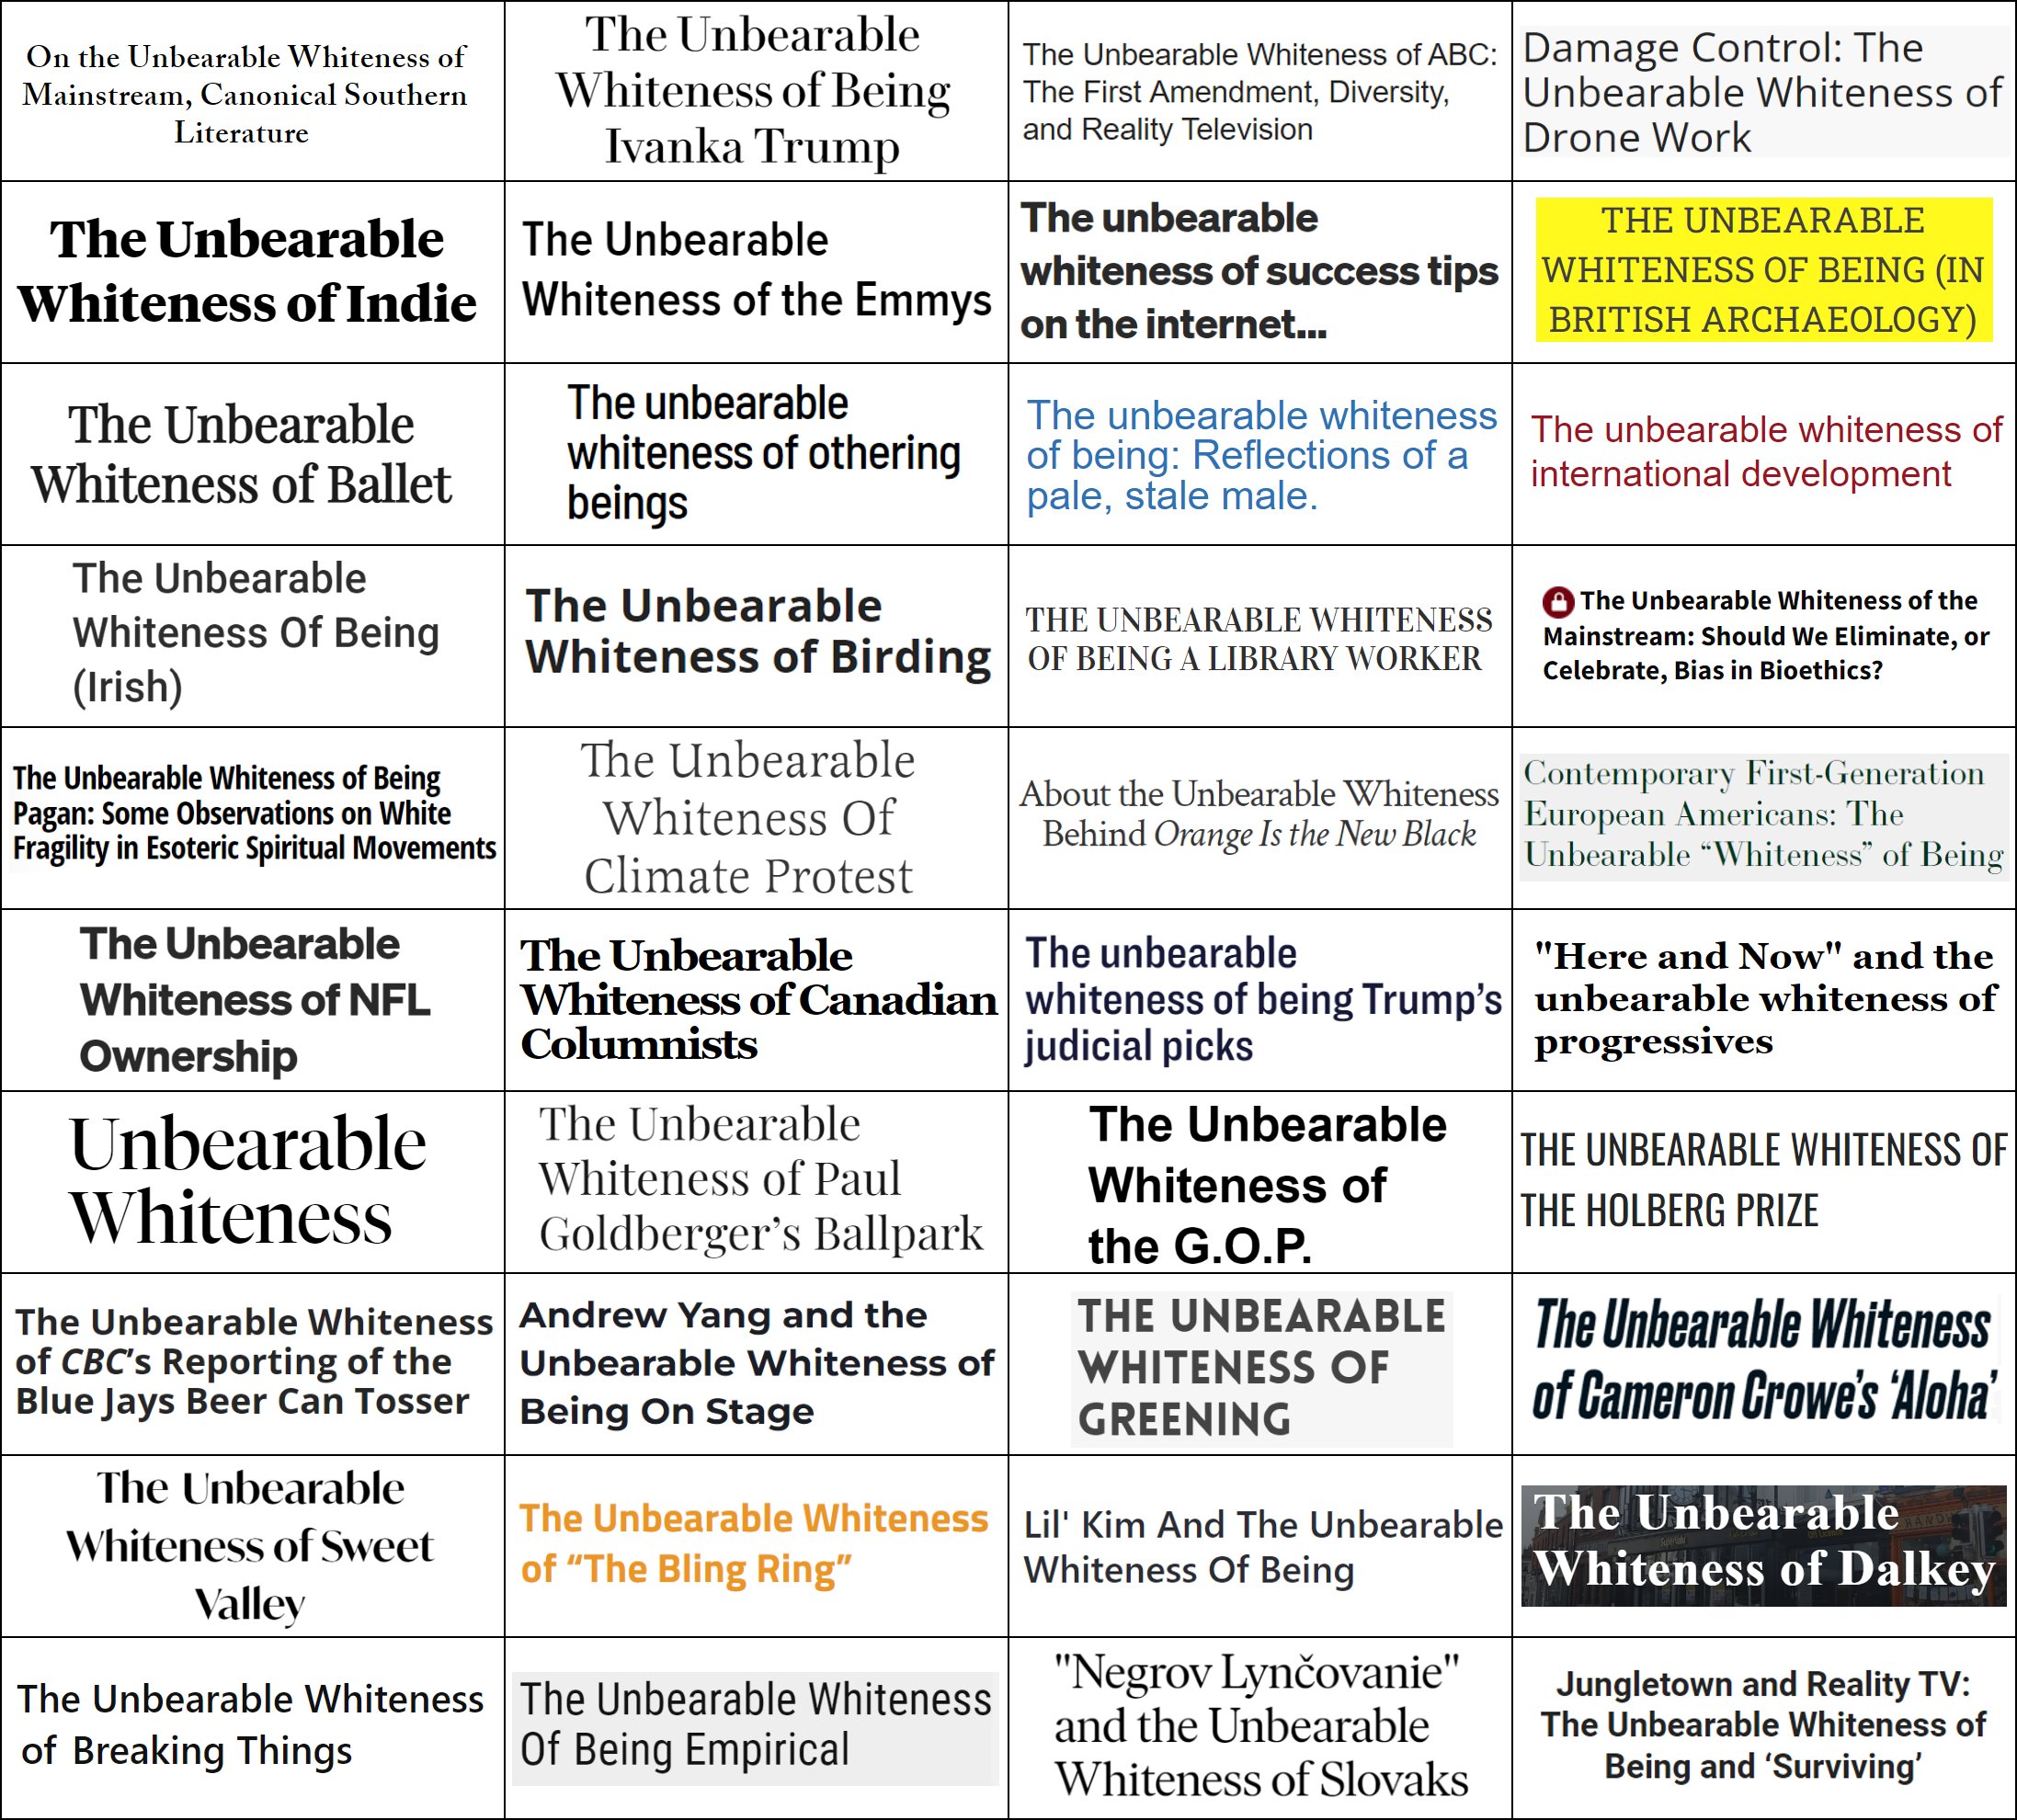 On the Unbearable Whiteness of
Mainstream, Canonical Southern
Literature
The Unbearable
Whiteness of Being
Ivanka Trump
The Unbearable Whiteness of ABC:
The First Amendment, Diversity,
and Reality Television
Damage Control: The
Unbearable Whiteness of
Drone Work
The Unbearable
Whiteness of Indie
The Unbearable
Whiteness of the Emmys
The unbearable
whiteness of success tips
on the internet...
THE UNBEARABLE
WHITENESS OF BEING (IN
BRITISH ARCHAEOLOGY)
The Unbearable
Whiteness of Ballet
The unbearable
whiteness of othering
beings
The unbearable whiteness
of being: Reflections of a
pale, stale male.
The unbearable whiteness of
international development
The Unbearable
Whiteness Of Being
(Irish)
The Unbearable
Whiteness of Birding
THE UNBEARABLE WHITENESS
OF BEING A LIBRARY WORKER
The Unbearable Whiteness of the
Mainstream: Should We Eliminate, or
Celebrate, Bias in Bioethics?
The Unbearable Whiteness of Being
Pagan: Some Observations on White
Fragility in Esoteric Spiritual Movements
The Unbearable
Whiteness Of
Climate Protest
About the Unbearable Whiteness
Behind Orange Is the New Black
Contemporary First-Generation
European Americans: The
Unbearable “Whiteness” of Being
The Unbearable
Whiteness of NFL
Ownership
The Unbearable
Whiteness of Canadian
Columnists
The unbearable
whiteness of being Trump’s
judicial picks
"Here and Now" and the
unbearable whiteness of
progressives
Unbearable
Whiteness
The Unbearable
Whiteness of Paul
Goldberger’s Ballpark
The Unbearable
Whiteness of
the G.O.P.
THE UNBEARABLE WHITENESS OF
THE HOLBERG PRIZE
The Unbearable Whiteness
of CBC’s Reporting of the
Blue Jays Beer Can Tosser
Andrew Yang and the
Unbearable Whiteness of
Being On Stage
THE UNBEARABLE
WHITENESS OF
GREENING
The Unbearable Whiteness
of Cameron Crowe’s ‘Aloha’
The Unbearable
Whiteness of Sweet
Valley
The Unbearable Whiteness
of “The Bling Ring”
Lil' Kim And The Unbearable
Whiteness Of Being
The Unbearable
Whiteness of Dalkey
The Unbearable Whiteness
of Breaking Things
The Unbearable Whiteness
Of Being Empirical
"Negrov Lynčovanie"
and the Unbearable
Whiteness of Slovaks
Jungletown and Reality TV:
The Unbearable Whiteness of
Being and ‘Surviving’